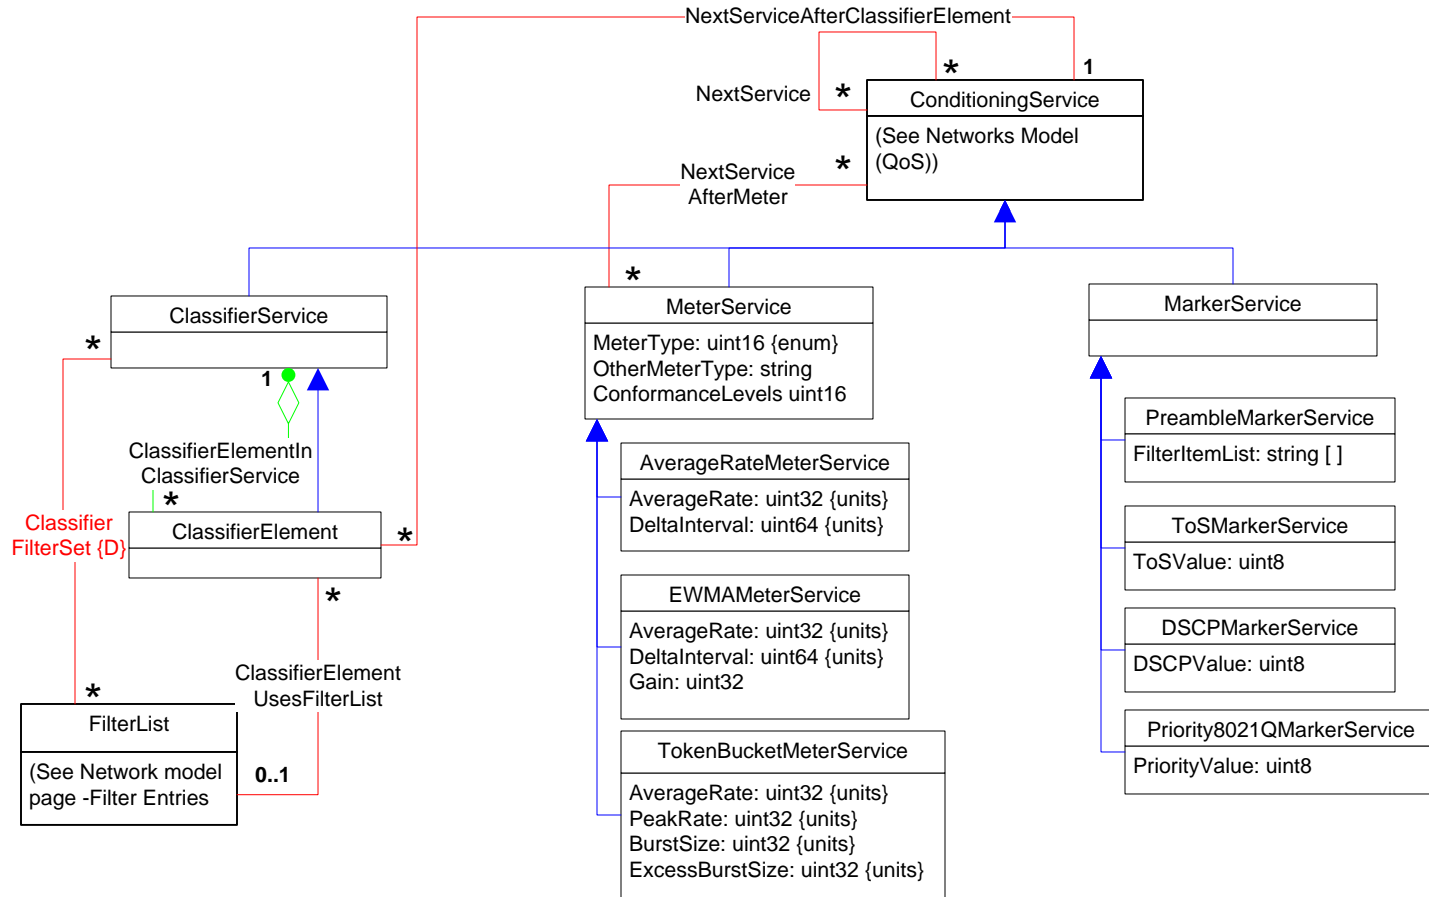 NextServiceAfterClassifierElement
*
1
NextService
*
ConditioningService
(See Networks Model
(QoS))
*
NextService
AfterMeter
*
ClassifierService
*
1
ClassifierElementIn
ClassifierService
*
Classifier
FilterSet {D}
ClassifierElement
*
*
ClassifierElement
UsesFilterList
*
FilterList
(See Network model
page -Filter Entries
0..1
MeterService
MeterType: uint16 {enum}
OtherMeterType: string
ConformanceLevels uint16
AverageRateMeterService
AverageRate: uint32 {units}
DeltaInterval: uint64 {units}
EWMAMeterService
AverageRate: uint32 {units}
DeltaInterval: uint64 {units}
Gain: uint32
TokenBucketMeterService
AverageRate: uint32 {units}
PeakRate: uint32 {units}
BurstSize: uint32 {units}
ExcessBurstSize: uint32 {units}
MarkerService
PreambleMarkerService
FilterItemList: string [ ]
ToSMarkerService
ToSValue: uint8
DSCPMarkerService
DSCPValue: uint8
Priority8021QMarkerService
PriorityValue: uint8